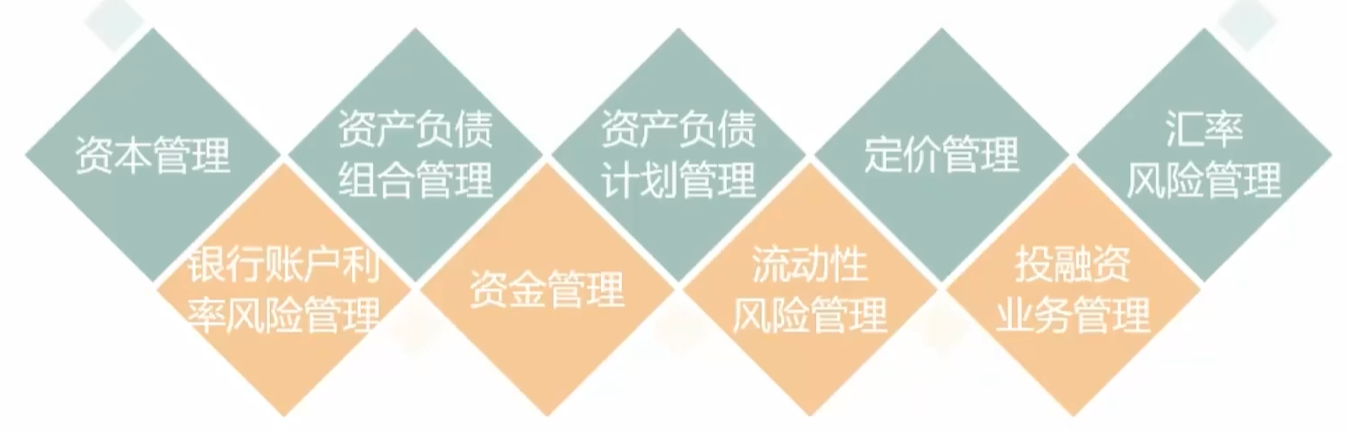 资本管理
资产负债
组合管理
资产负债
计划管理
定价管理
汇率
风险管理
银行账户利
率风险管理
资金管理
流动性
风险管理
投融资
业务管理